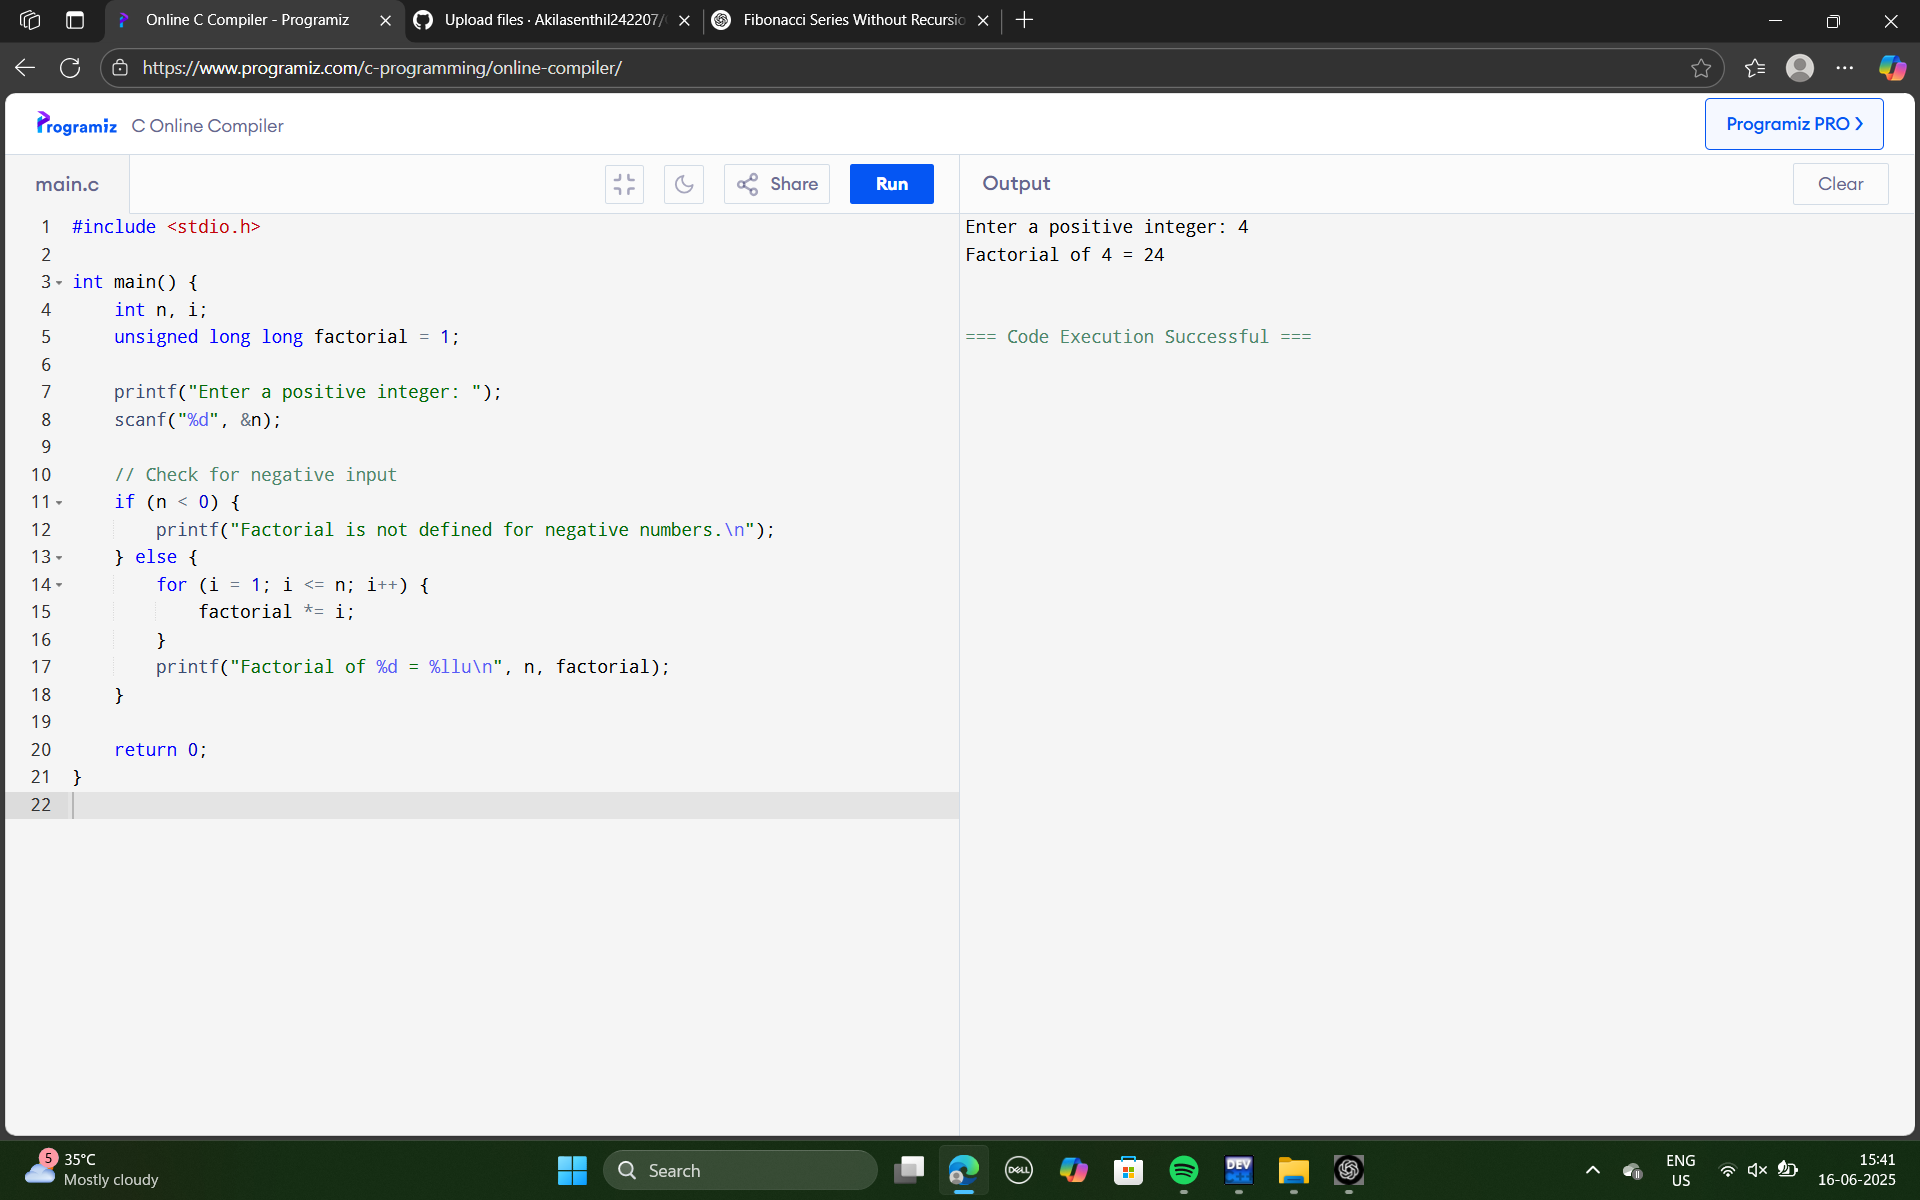 Online C Compiler - Programiz
Upload files · Akilasenthil242207/
Fibonacci Series Without Recursio
https://www.programiz.com/c-programming/online-compiler/
Programiz C Online Compiler
Programiz PRO
main.c
Share
Run
Output
Clear
1 #include <stdio.h>
2
3 int main() {
4     int n, i;
5     unsigned long long factorial = 1;
6
7     printf("Enter a positive integer: ");
8     scanf("%d", &n);
9
10     // Check for negative input
11     if (n < 0) {
12         printf("Factorial is not defined for negative numbers.\n");
13     } else {
14         for (i = 1; i <= n; i++) {
15             factorial *= i;
16         }
17         printf("Factorial of %d = %llu\n", n, factorial);
18     }
19
20     return 0;
21 }
22
Enter a positive integer: 4
Factorial of 4 = 24
=== Code Execution Successful ===
5
35°C
Mostly cloudy
Search
DELL
DEV
ENG
US
15:41
16-06-2025